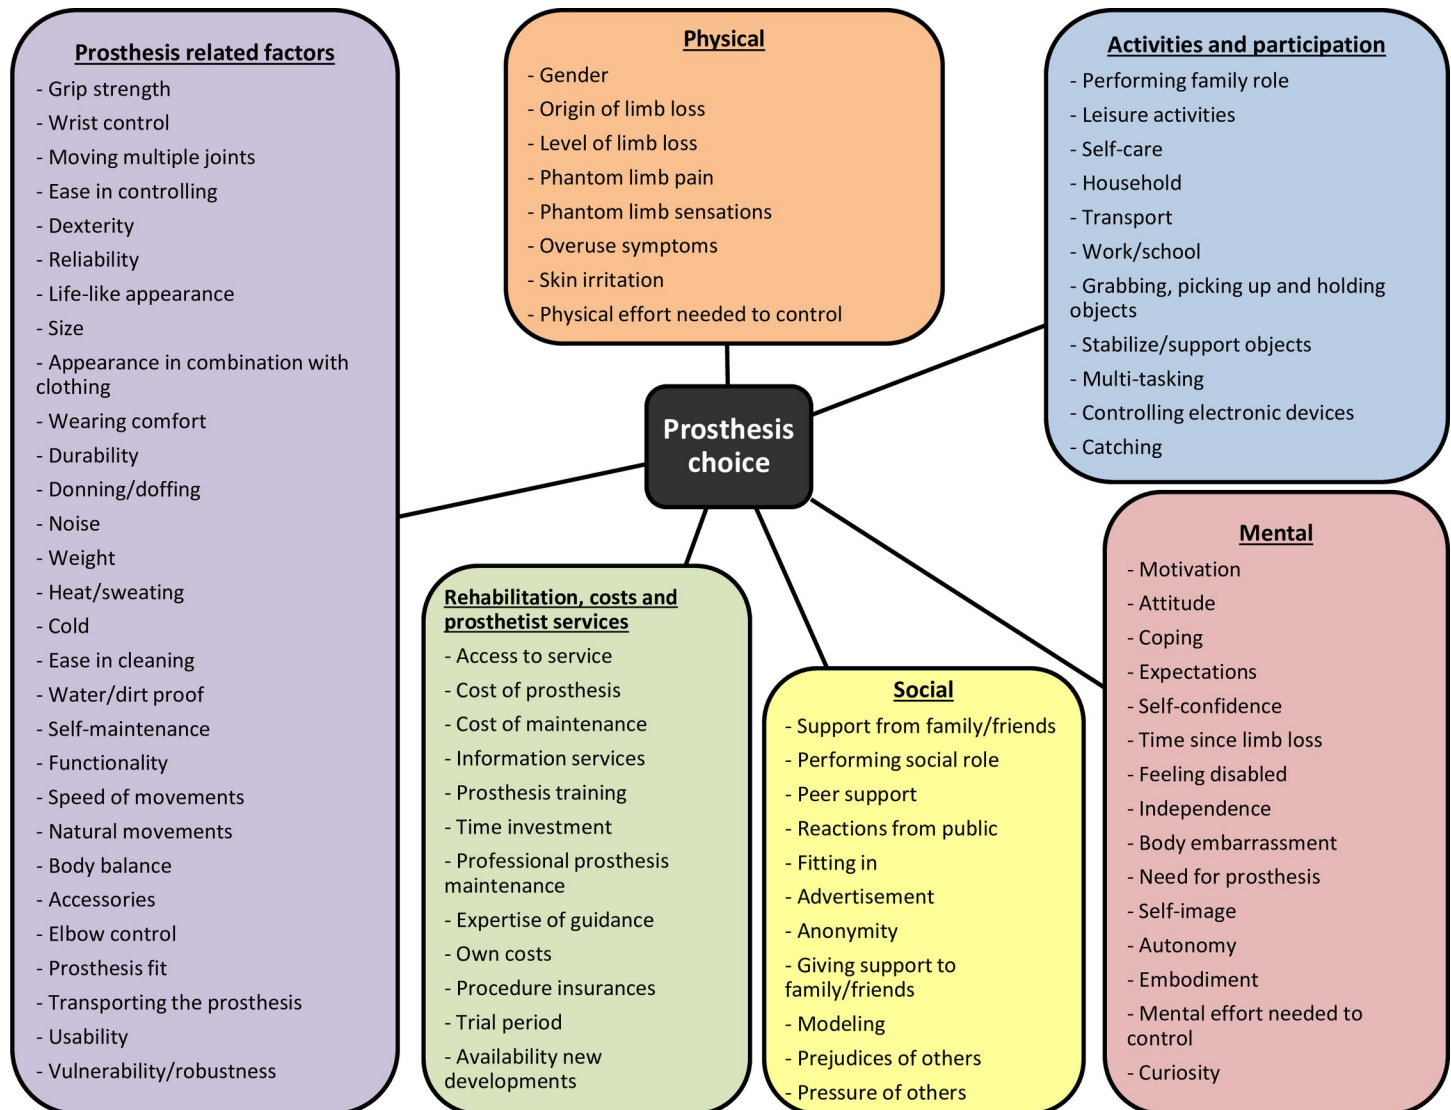 Prosthesis related factors
- Grip strength
- Wrist control
- Moving multiple joints
- Ease in controlling
- Dexterity
- Reliability
- Life-like appearance
- Size
- Appearance in combination with
clothing
- Wearing comfort
- Durability
- Donning/doffing
- Noise
- Weight
- Heat/sweating
- Cold
- Ease in cleaning
- Water/dirt proof
- Self-maintenance
- Functionality
- Speed of movements
- Natural movements
- Body balance
- Accessories
- Elbow control
- Prosthesis fit
- Transporting the prosthesis
- Usability
- Vulnerability/robustness
Physical
- Gender
- Origin of limb loss
- Level of limb loss
- Phantom limb pain
- Phantom limb sensations
- Overuse symptoms
- Skin irritation
- Physical effort needed to control
Activities and participation
- Performing family role
- Leisure activities
- Self-care
- Household
- Transport
- Work/school
- Grabbing, picking up and holding
objects
- Stabilize/support objects
- Multi-tasking
- Controlling electronic devices
- Catching
Prosthesis
choice
Rehabilitation, costs and
prosthetist services
- Access to service
- Cost of prosthesis
- Cost of maintenance
- Information services
- Prosthesis training
- Time investment
- Professional prosthesis
maintenance
- Expertise of guidance
- Own costs
- Procedure insurances
- Trial period
- Availability new
developments
Social
- Support from family/friends
- Performing social role
- Peer support
- Reactions from public
- Fitting in
- Advertisement
- Anonymity
- Giving support to
family/friends
- Modeling
- Prejudices of others
- Pressure of others
Mental
- Motivation
- Attitude
- Coping
- Expectations
- Self-confidence
- Time since limb loss
- Feeling disabled
- Independence
- Body embarrassment
- Need for prosthesis
- Self-image
- Autonomy
- Embodiment
- Mental effort needed to
control
- Curiosity